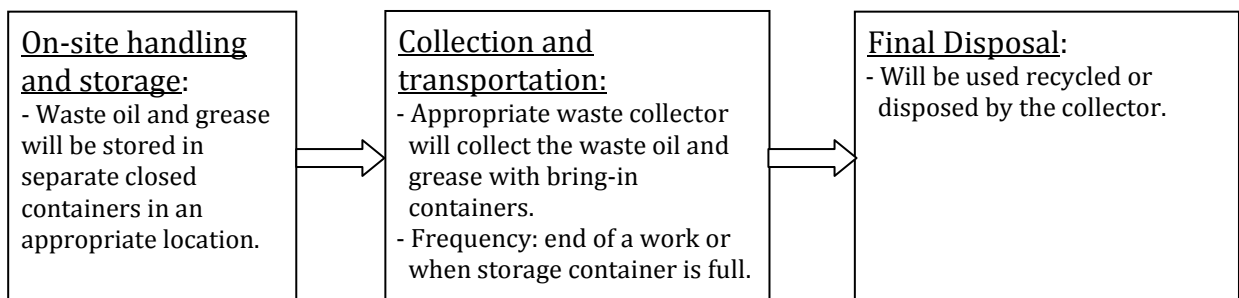 On-site handling
and storage:
- Waste oil and grease
will be stored in
separate closed
containers in an
appropriate location.
Collection and
transportation:
- Appropriate waste collector
will collect the waste oil and
grease with bring-in
containers.
- Frequency: end of a work or
when storage container is full.
Final Disposal:
- Will be used recycled or
disposed by the collector.